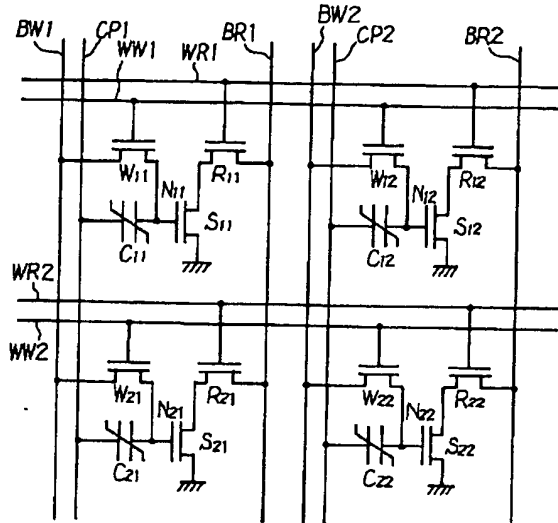 BW1 CP1 BR1 BW2 CP2 BR2
WW1 WR1
W11 R11 W12 R12
N11 N12
S11 S12
C11 C12
WR2
WW2
W21 R21 W22 R22
N21 N22
S21 S22
C21 C22